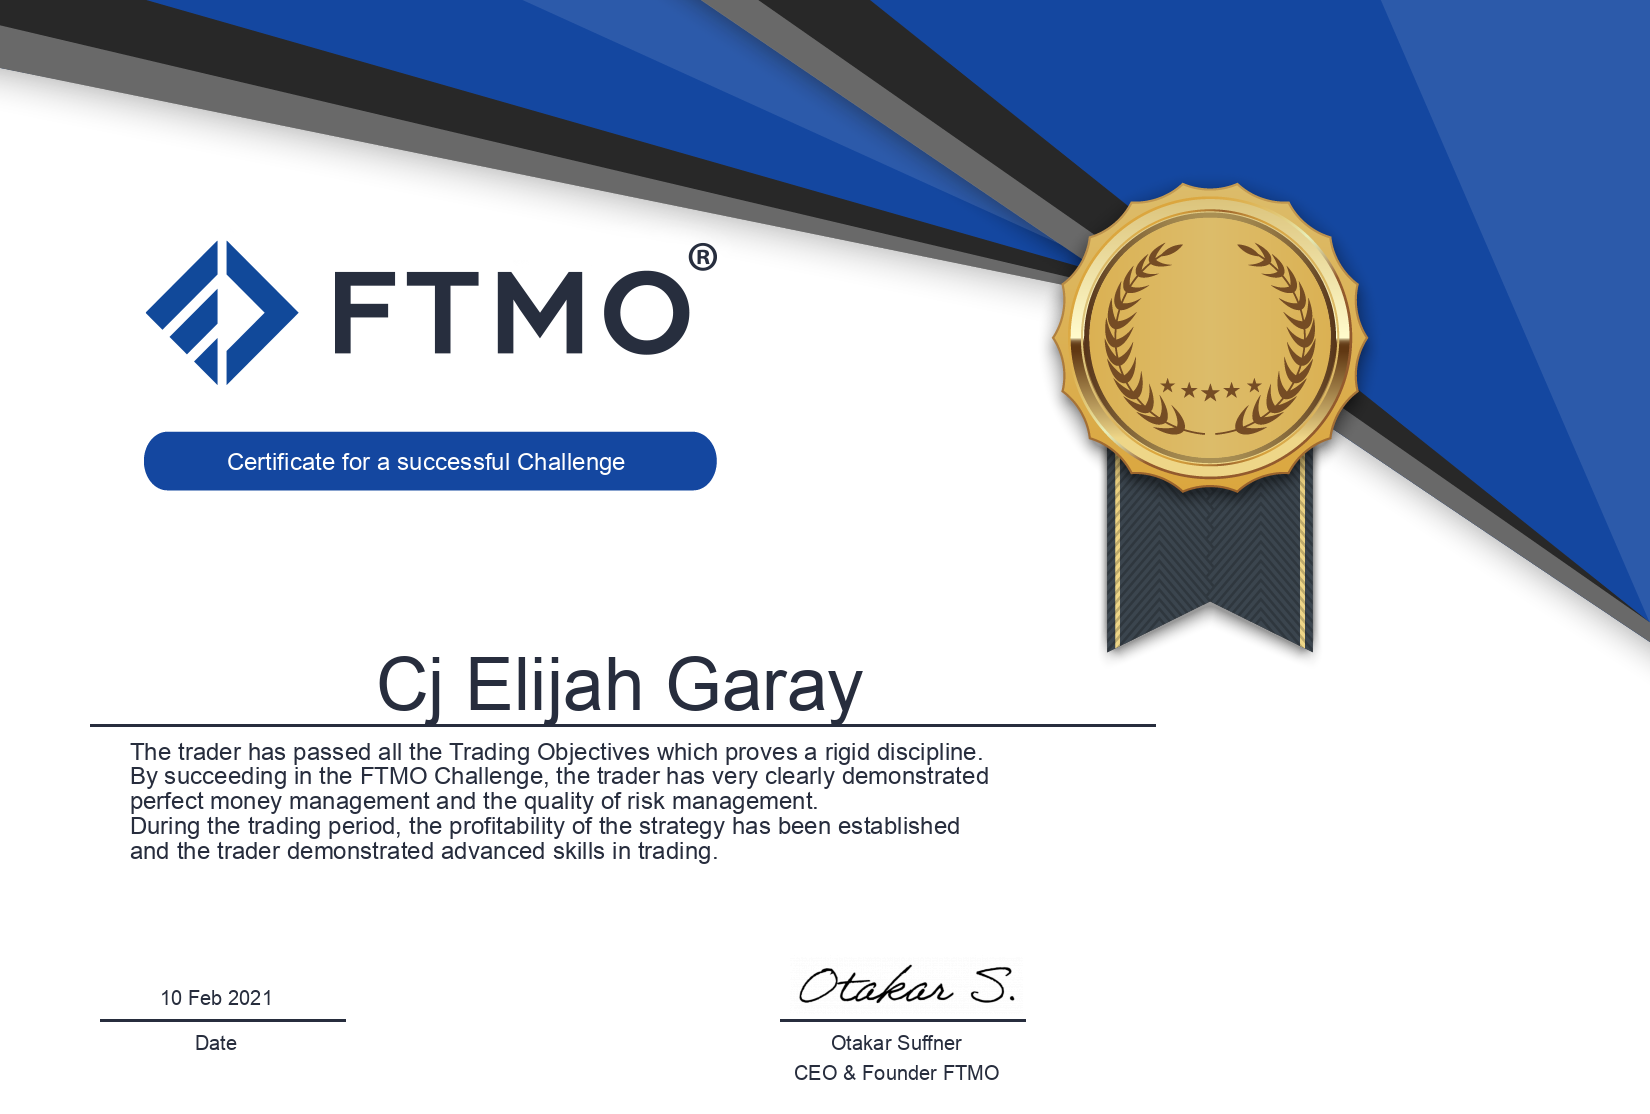 FTMO®
Certificate for a successful Challenge
Cj Elijah Garay
The trader has passed all the Trading Objectives which proves a rigid discipline.
By succeeding in the FTMO Challenge, the trader has very clearly demonstrated
perfect money management and the quality of risk management.
During the trading period, the profitability of the strategy has been established
and the trader demonstrated advanced skills in trading.
10 Feb 2021
Date
Otakar S.
Otakar Suffner
CEO & Founder FTMO